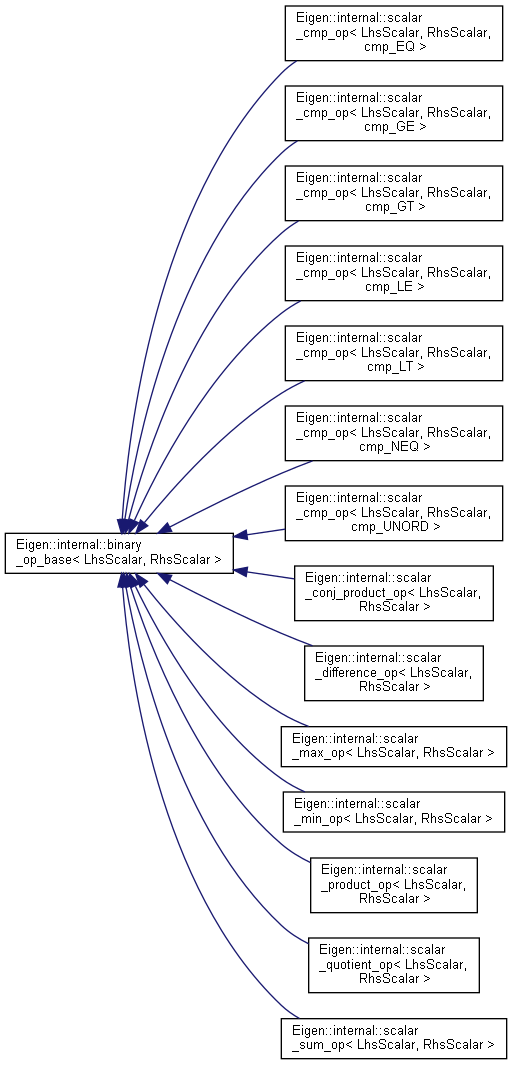 Eigen::internal::scalar
_cmp_op< LhsScalar, RhsScalar,
cmp_EQ >
Eigen::internal::scalar
_cmp_op< LhsScalar, RhsScalar,
cmp_GE >
Eigen::internal::scalar
_cmp_op< LhsScalar, RhsScalar,
cmp_GT >
Eigen::internal::scalar
_cmp_op< LhsScalar, RhsScalar,
cmp_LE >
Eigen::internal::scalar
_cmp_op< LhsScalar, RhsScalar,
cmp_LT >
Eigen::internal::scalar
_cmp_op< LhsScalar, RhsScalar,
cmp_NEQ >
Eigen::internal::scalar
_cmp_op< LhsScalar, RhsScalar,
cmp_UNORD >
Eigen::internal::binary
_op_base< LhsScalar, RhsScalar >
Eigen::internal::scalar
_conj_product_op< LhsScalar,
RhsScalar >
Eigen::internal::scalar
_difference_op< LhsScalar,
RhsScalar >
Eigen::internal::scalar
_max_op< LhsScalar, RhsScalar >
Eigen::internal::scalar
_min_op< LhsScalar, RhsScalar >
Eigen::internal::scalar
_product_op< LhsScalar,
RhsScalar >
Eigen::internal::scalar
_quotient_op< LhsScalar,
RhsScalar >
Eigen::internal::scalar
_sum_op< LhsScalar, RhsScalar >